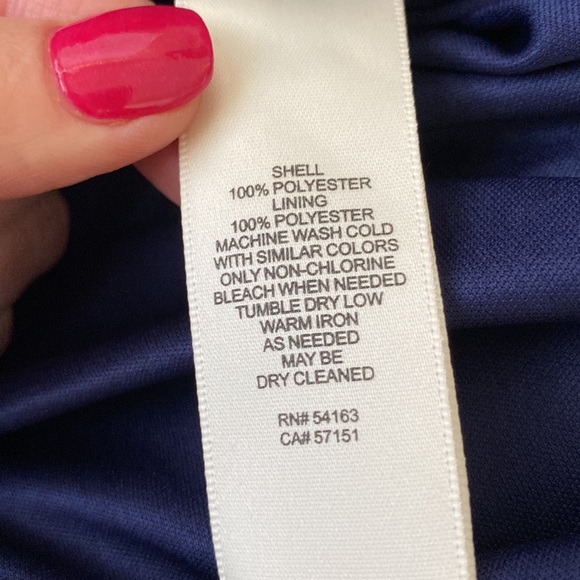 SHELL
100% POLYESTER
LINING
100% POLYESTER
MACHINE WASH COLD
WITH SIMILAR COLORS
ONLY NON-CHLORINE
BLEACH WHEN NEEDED
TUMBLE DRY LOW
WARM IRON
AS NEEDED
MAY BE
DRY CLEANED
RN# 54163
CA# 57151